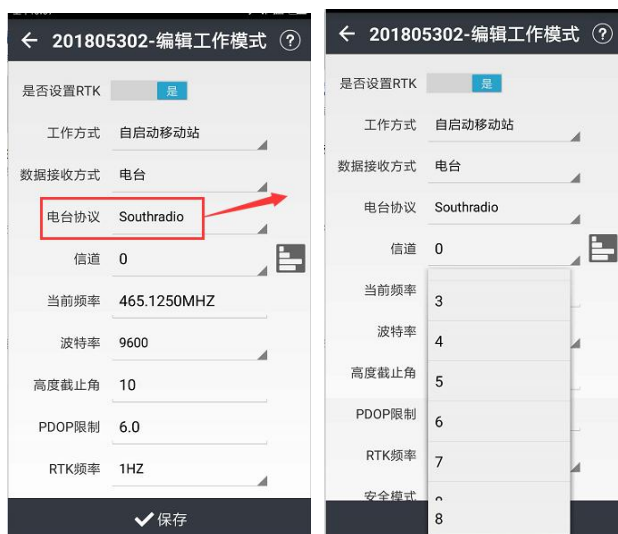 201805302-编辑工作模式 ?
是否设置RTK 是
工作方式 自启动移动站
数据接收方式 电台
电台协议 Southradio
信道 0
当前频率 465.1250MHZ
波特率 9600
高度截止角 10
PDOP限制 6.0
RTK频率 1HZ
保存
201805302-编辑工作模式 ?
是否设置RTK 是
工作方式 自启动移动站
数据接收方式 电台
电台协议 Southradio
信道 0
当前频率
3
波特率
4
高度截止角
5
PDOP限制
6
RTK频率
7
安全模式
8